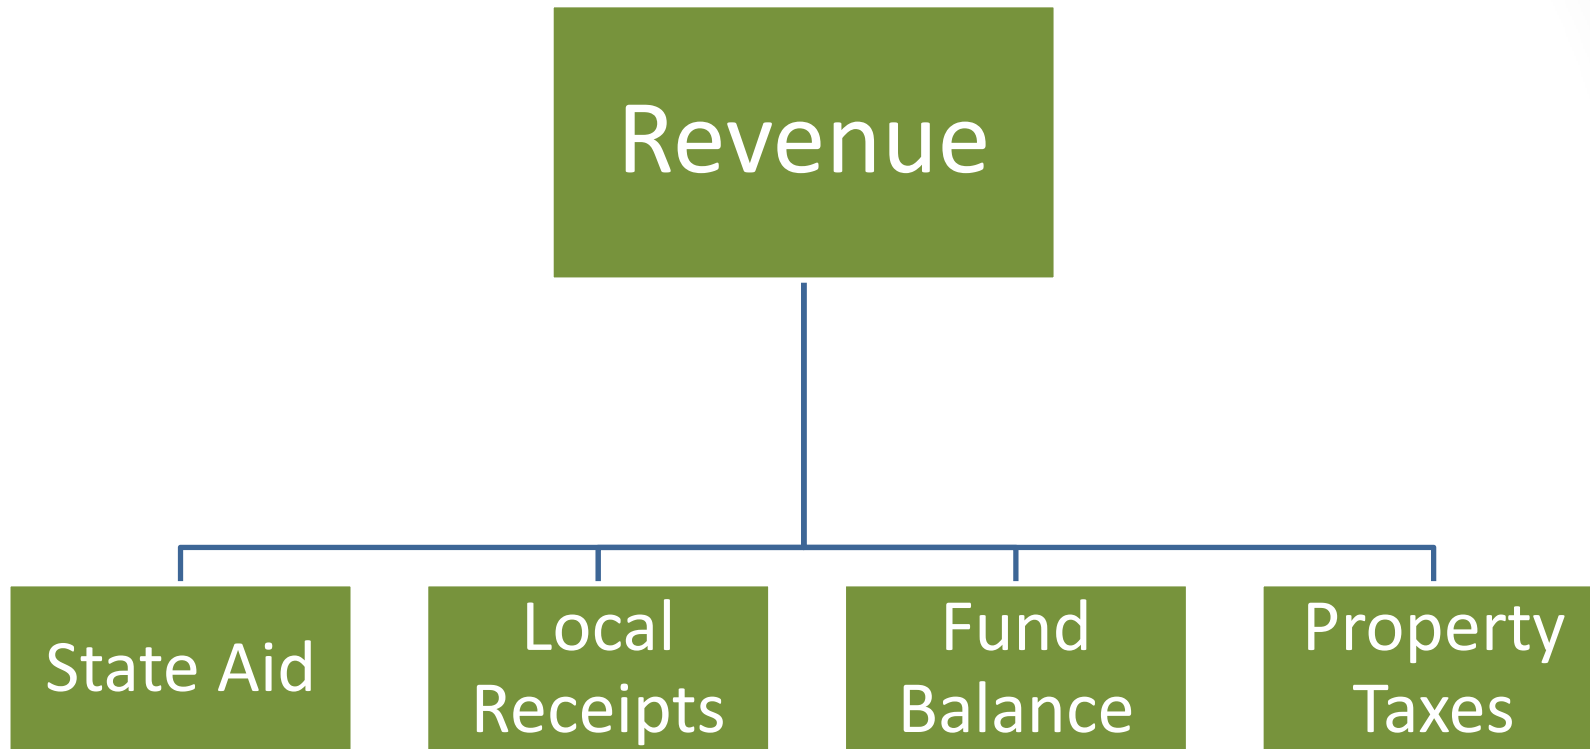 Revenue
State Aid
Local
Receipts
Fund
Balance
Property
Taxes